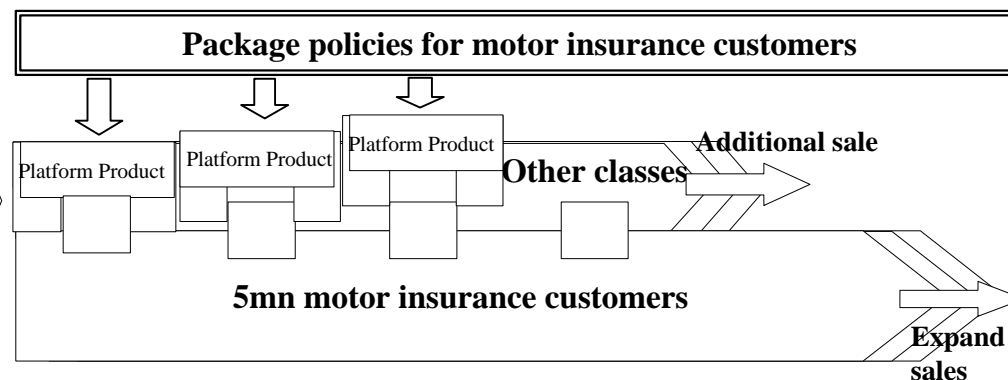 Package policies for motor insurance customers
Platform Product
Platform Product
Platform Product
Additional sale
Other classes
5mn motor insurance customers
Expand
sales